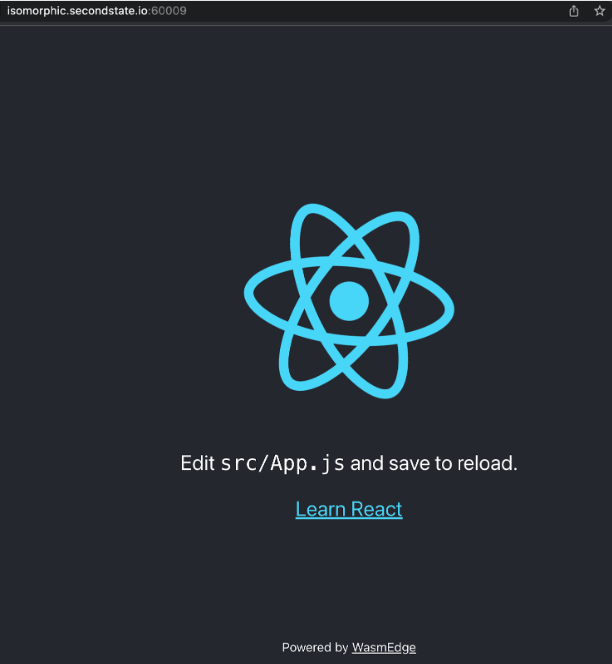 isomorphic.secondstate.io:60009
Edit src/App.js and save to reload.
Learn React
Powered by WasmEdge